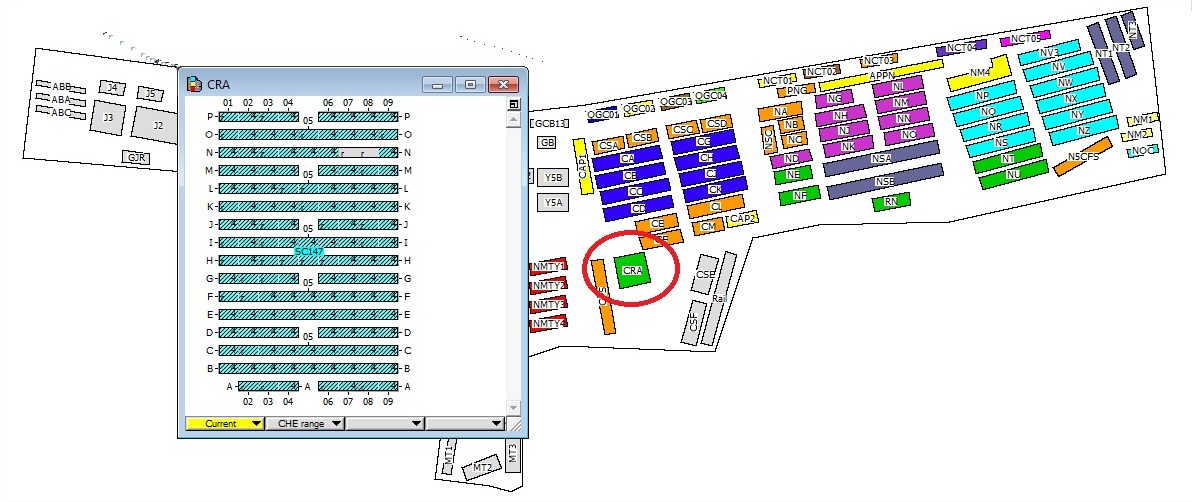 CRA
01 02 03 04 06 07 08 09
P 05 P
O O
N N
M 05 M
L L
K K
J 05 J
I I
SC147
H H
G 05 G
F F
E E
D 05 D
C C
B B
A A A
02 03 04 06 07 08 09
Current CHE range
ABB
ABA
ABC
J4
J5
J3
J2
GJR
GCB13
GB
Y5B
Y5A
CAP1
OGC01
OGC02
OGC03
OGC04
CSA
CSB
CSC
CSD
CA
CB
CC
CD
CG
CH
CJ
CK
CL
CE
CM
CAP2
CRA
NMTY1
NMTY2
NMTY3
NMTY4
CSE
CSF
Rail
MT1
MT2
MT3
NCT01
NCT02
NCT03
NCT04
NCT05
PNG
APPN
NM4
NA
NB
NC
NSC
ND
NE
NF
NG
NH
NJ
NK
NL
NM
NN
NO
NSA
NSB
RN
NP
NQ
NR
NS
NT
NU
NV3
NV
NW
NX
NY
NZ
NT1
NT2
NT3
NM1
NM2
NOC
NSCFS